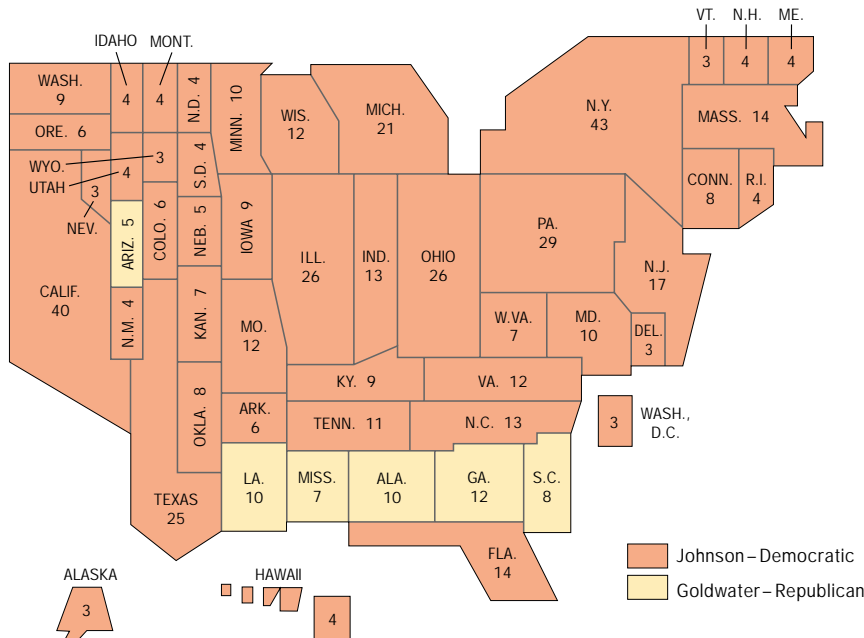 IDAHO
MONT.
VT.
N.H.
ME.
WASH.
9
4
4
N.D. 4
MINN. 10
WIS.
12
MICH.
21
N.Y.
43
3
4
4
ORE. 6
MASS. 14
WYO.
3
UTAH
4
S.D. 4
NEV.
3
CONN.
8
R.I.
4
ARIZ. 5
COLO. 6
NEB. 5
IOWA 9
ILL.
26
IND.
13
OHIO
26
PA.
29
N.J.
17
CALIF.
40
N.M. 4
KAN. 7
MO.
12
W.VA.
7
MD.
10
DEL.
3
KY. 9
VA. 12
OKLA. 8
ARK.
6
TENN. 11
N.C. 13
3
WASH.,
D.C.
TEXAS
25
LA.
10
MISS.
7
ALA.
10
GA.
12
S.C.
8
FLA.
14
ALASKA
3
HAWAII
4
Johnson–Democratic
Goldwater–Republican